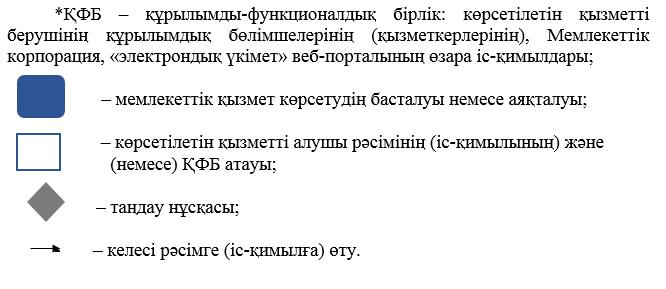 *ҚФБ – құрылымды-функционалдық бірлік: көрсетілетін қызметті
берушінің құрылымдық бөлімшелерінің (қызметкерлерінің), Мемлекеттік
корпорация, «электрондық үкімет» веб-порталының өзара іс-қимылдары;
– мемлекеттік қызмет көрсетудің басталуы немесе аяқталуы;
– көрсетілетін қызметті алушы рәсімінің (іс-қимылының) және
(немесе) ҚФБ атауы;
– тандау нұсқасы;
– келесі рәсімге (іс-қимылға) өту.